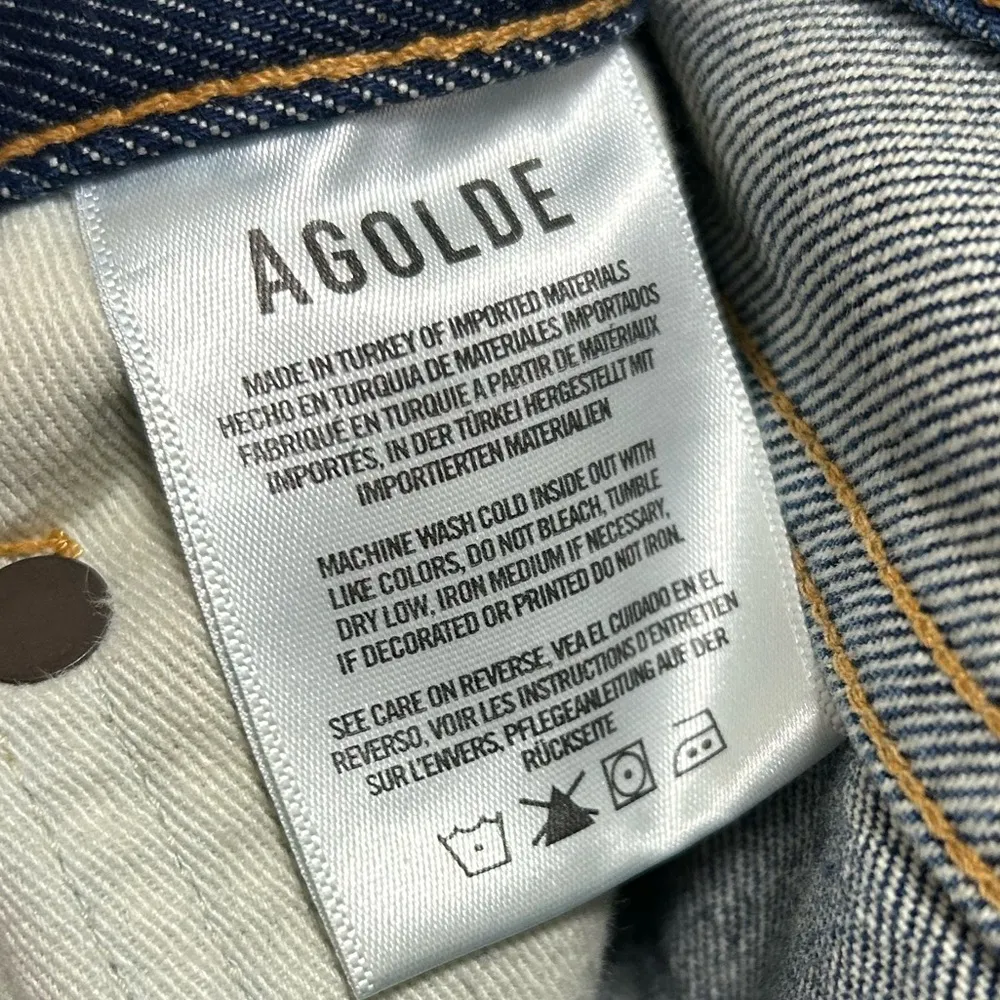 AGOLDE
MADE IN TURKEY OF IMPORTED MATERIALS
HECHO EN TURQUIA DE MATERIALES IMPORTADOS
FABRIQUÉ EN TURQUIE A PARTIR DE MATÉRIAUX
IMPORTÉS, IN DER TÜRKEI HERGESTELLT MIT
IMPORTIERTEN MATERIALIEN
MACHINE WASH COLD INSIDE OUT WITH
LIKE COLORS, DO NOT BLEACH, TUMBLE
DRY LOW, IRON MEDIUM IF NECESSARY,
IF DECORATED OR PRINTED DO NOT IRON.
SEE CARE ON REVERSE, VEA EL CUIDADO EN EL
REVERSO, VOIR LES INSTRUCTIONS D'ENTRETIEN
SUR L'ENVERS, PFLEGEANLEITUNG AUF DER
RÜCKSEITE